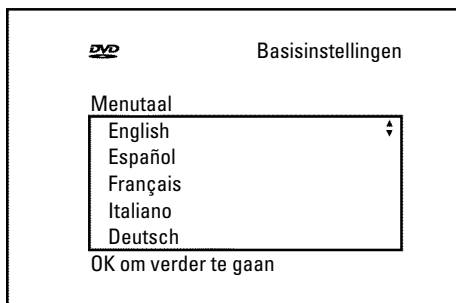 DVD
Basisinstellingen
Menutaal
English
Español
Français
Italiano
Deutsch
OK om verder te gaan